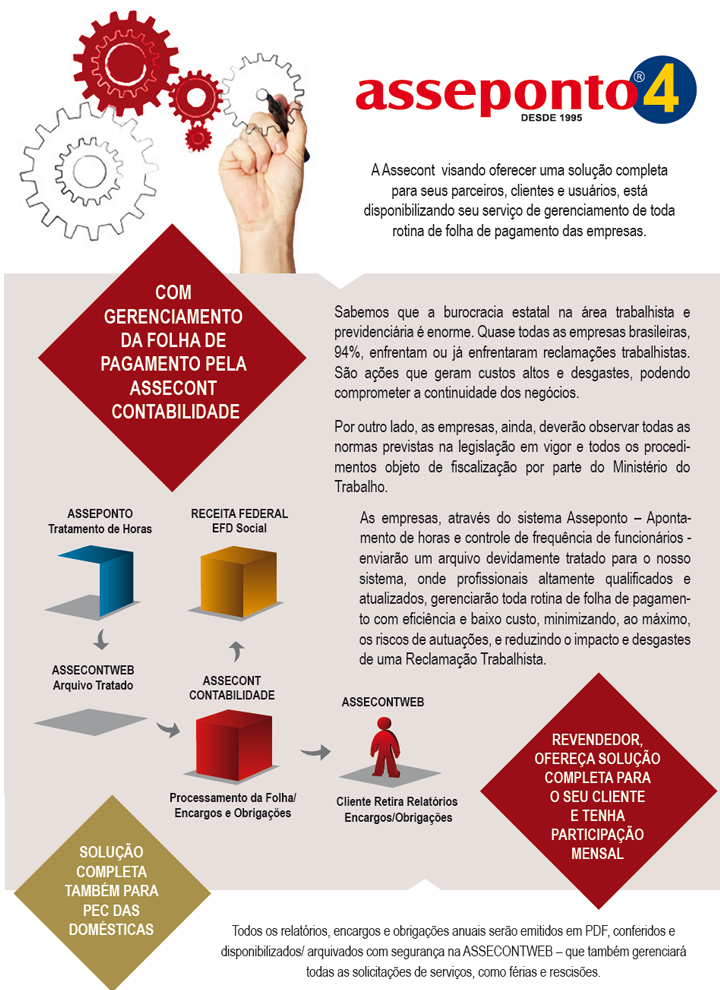 asseponto®4
DESDE 1995
A Assecont visando oferecer uma solução completa
para seus parceiros, clientes e usuários, está
disponibilizando seu serviço de gerenciamento de toda
rotina de folha de pagamento das empresas.
COM
GERENCIAMENTO
DA FOLHA DE
PAGAMENTO PELA
ASSECONT
CONTABILIDADE
Sabemos que a burocracia estatal na área trabalhista e
previdenciária é enorme. Quase todas as empresas brasileiras,
94%, enfrentam ou já enfrentaram reclamações trabalhistas.
São ações que geram custos altos e desgastes, podendo
comprometer a continuidade dos negócios.
Por outro lado, as empresas, ainda, deverão observar todas as
normas previstas na legislação em vigor e todos os procedi-
mentos objeto de fiscalização por parte do Ministério do
Trabalho.
As empresas, através do sistema Asseponto – Aponta-
mento de horas e controle de frequência de funcionários -
enviarão um arquivo devidamente tratado para o nosso
sistema, onde profissionais altamente qualificados e
atualizados, gerenciarão toda rotina de folha de pagamen-
to com eficiência e baixo custo, minimizando, ao máximo,
os riscos de autuações, e reduzindo o impacto e desgastes
de uma Reclamação Trabalhista.
ASSEPONTO
Tratamento de Horas
RECEITA FEDERAL
EFD Social
ASSECONTWEB
Arquivo Tratado
ASSECONT
CONTABILIDADE
Processamento da Folha/
Encargos e Obrigações
ASSECONTWEB
Cliente Retira Relatórios
Encargos/Obrigações
REVENDEDOR,
OFEREÇA SOLUÇÃO
COMPLETA PARA
O SEU CLIENTE
E TENHA
PARTICIPAÇÃO
MENSAL
SOLUÇÃO
COMPLETA
TAMBÉM PARA
PEC DAS
DOMÉSTICAS
Todos os relatórios, encargos e obrigações anuais serão emitidos em PDF, conferidos e
disponibilizados/ arquivados com segurança na ASSECONTWEB – que também gerenciará
todas as solicitações de serviços, como férias e rescisões.